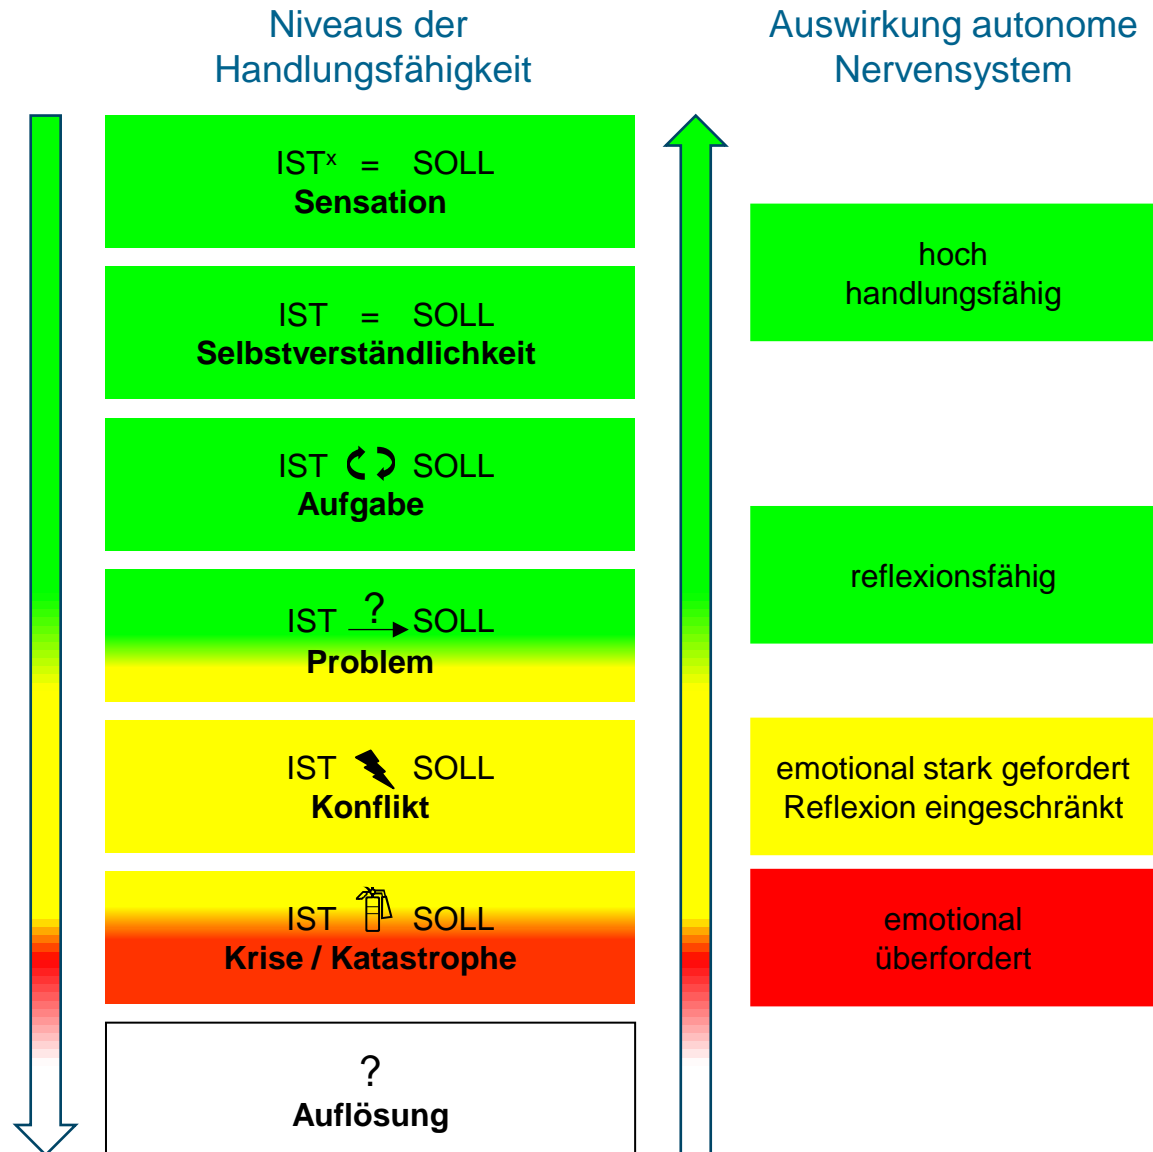 Niveaus der
Handlungsfähigkeit
Auswirkung autonome
Nervensystem
ISTˣ = SOLL
Sensation
hoch
handlungsfähig
IST = SOLL
Selbstverständlichkeit
IST SOLL
Aufgabe
reflexionsfähig
IST ? SOLL
Problem
IST SOLL
Konflikt
emotional stark gefordert
Reflexion eingeschränkt
IST SOLL
Krise / Katastrophe
emotional
überfordert
?
Auflösung